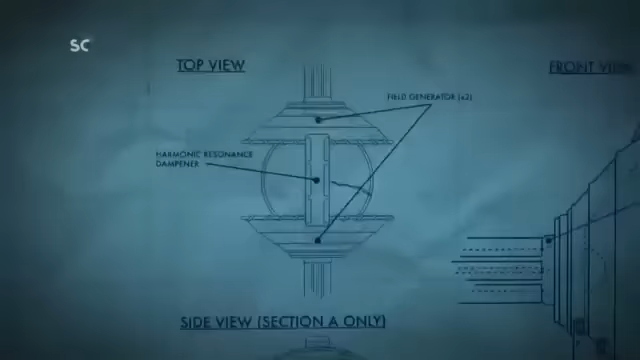 SC
TOP VIEW
FRONT VIEW
FIELD GENERATOR (x2)
HARMONIC RESONANCE
DAMPENER
SIDE VIEW (SECTION A ONLY)